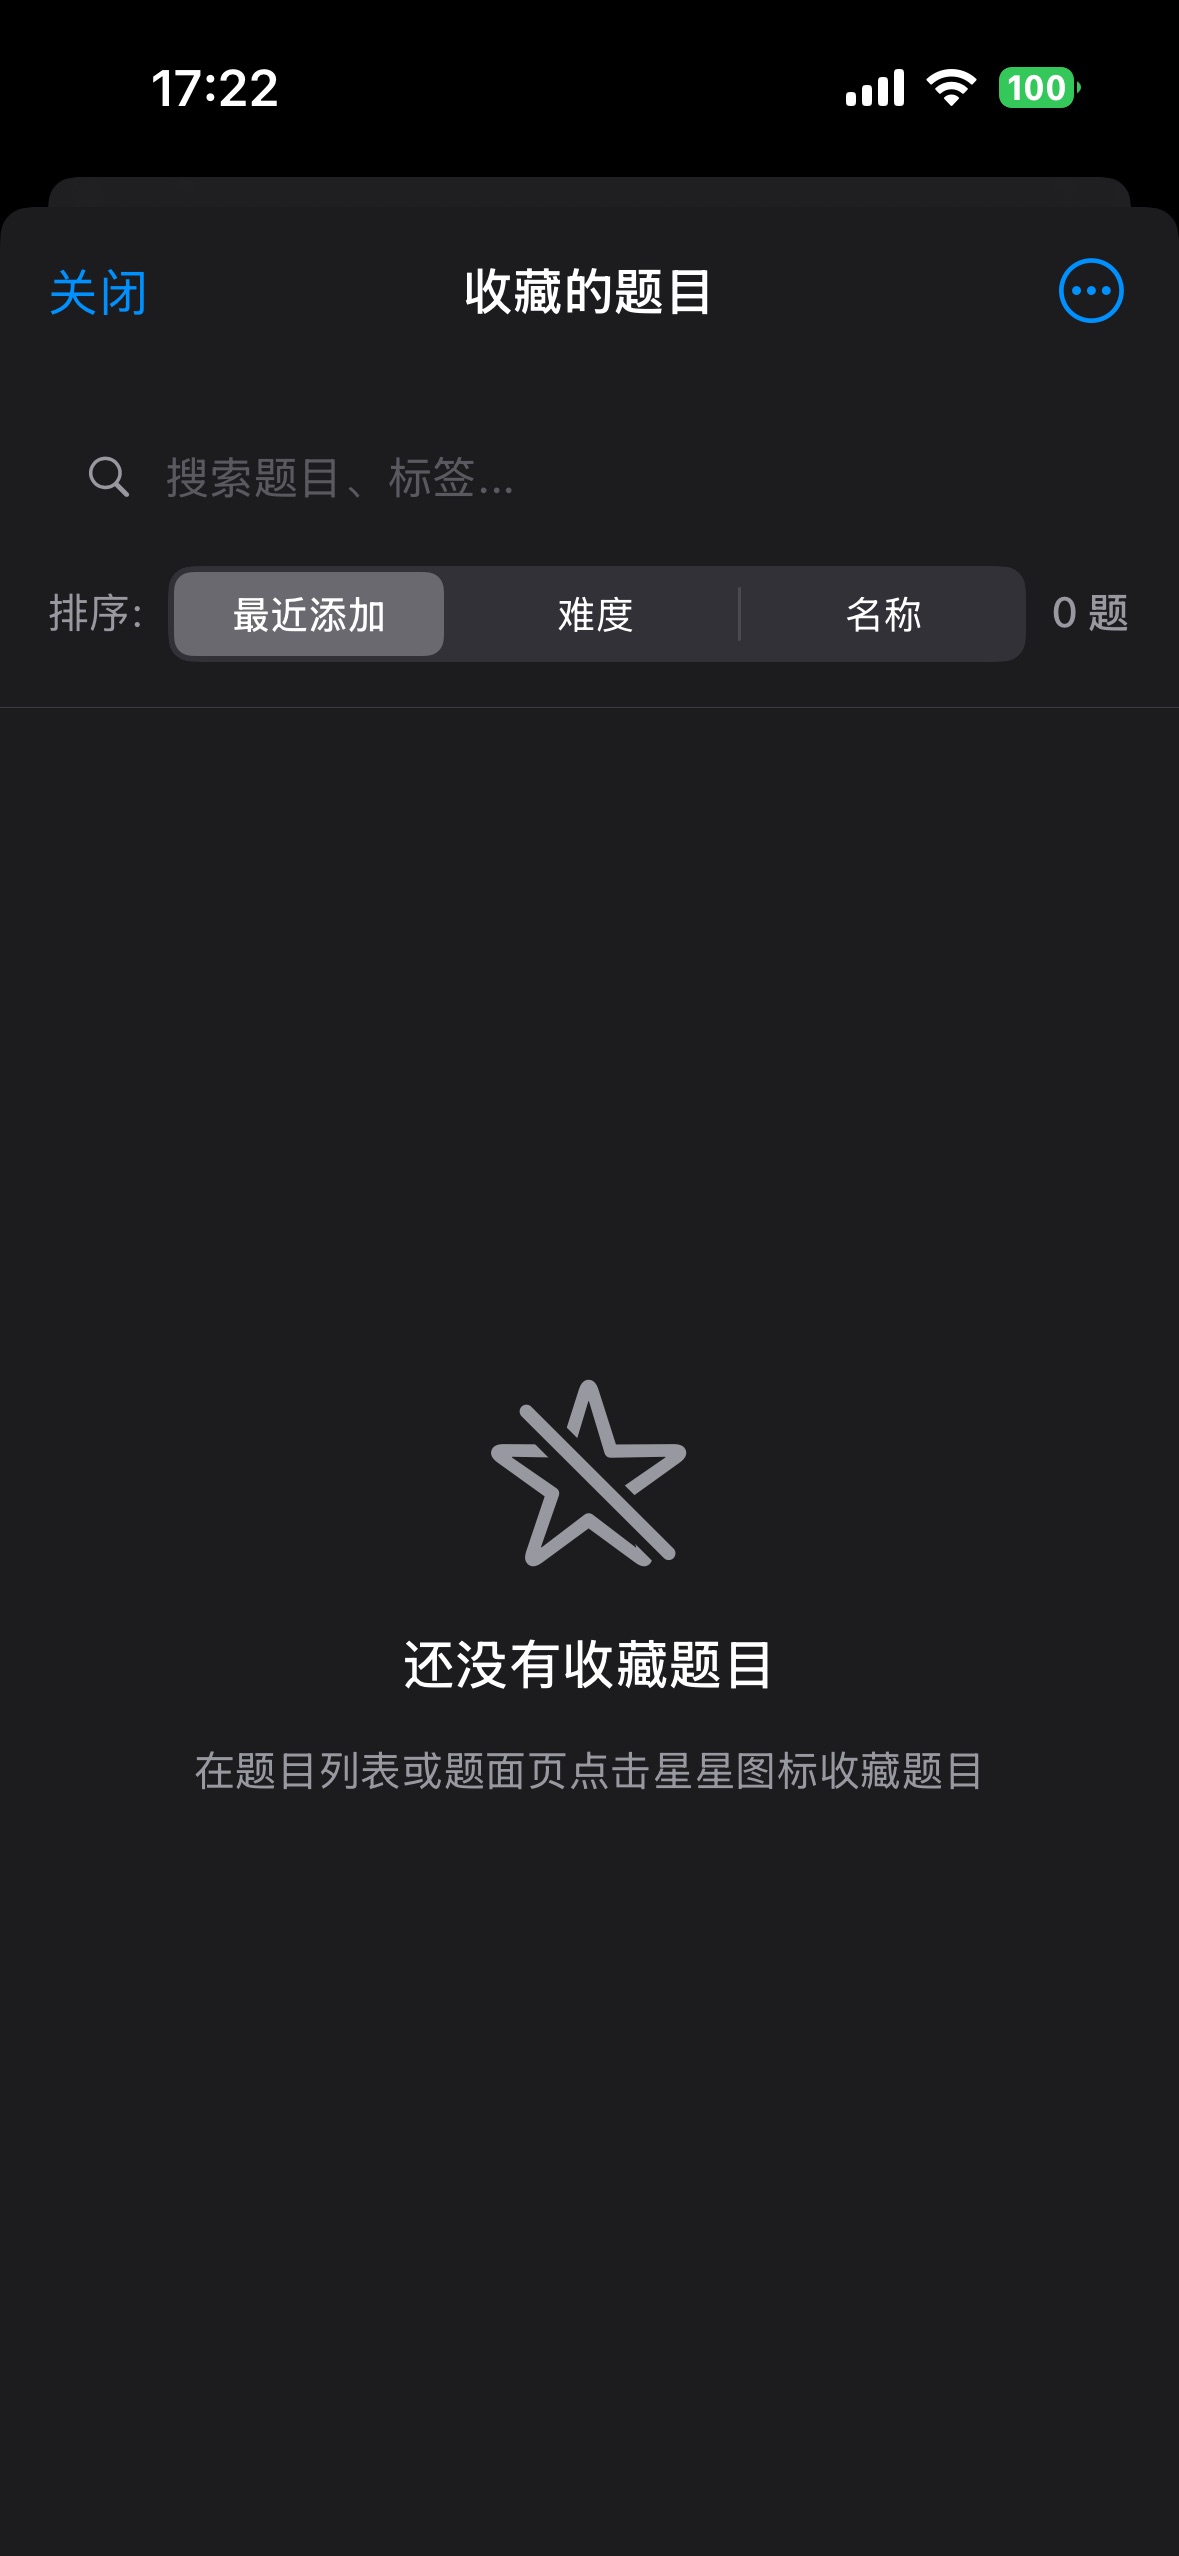 17:22
100
关闭
收藏的题目
搜索题目、标签...
排序:
最近添加
难度
名称
0 题
还没有收藏题目
在题目列表或题面页点击星星图标收藏题目